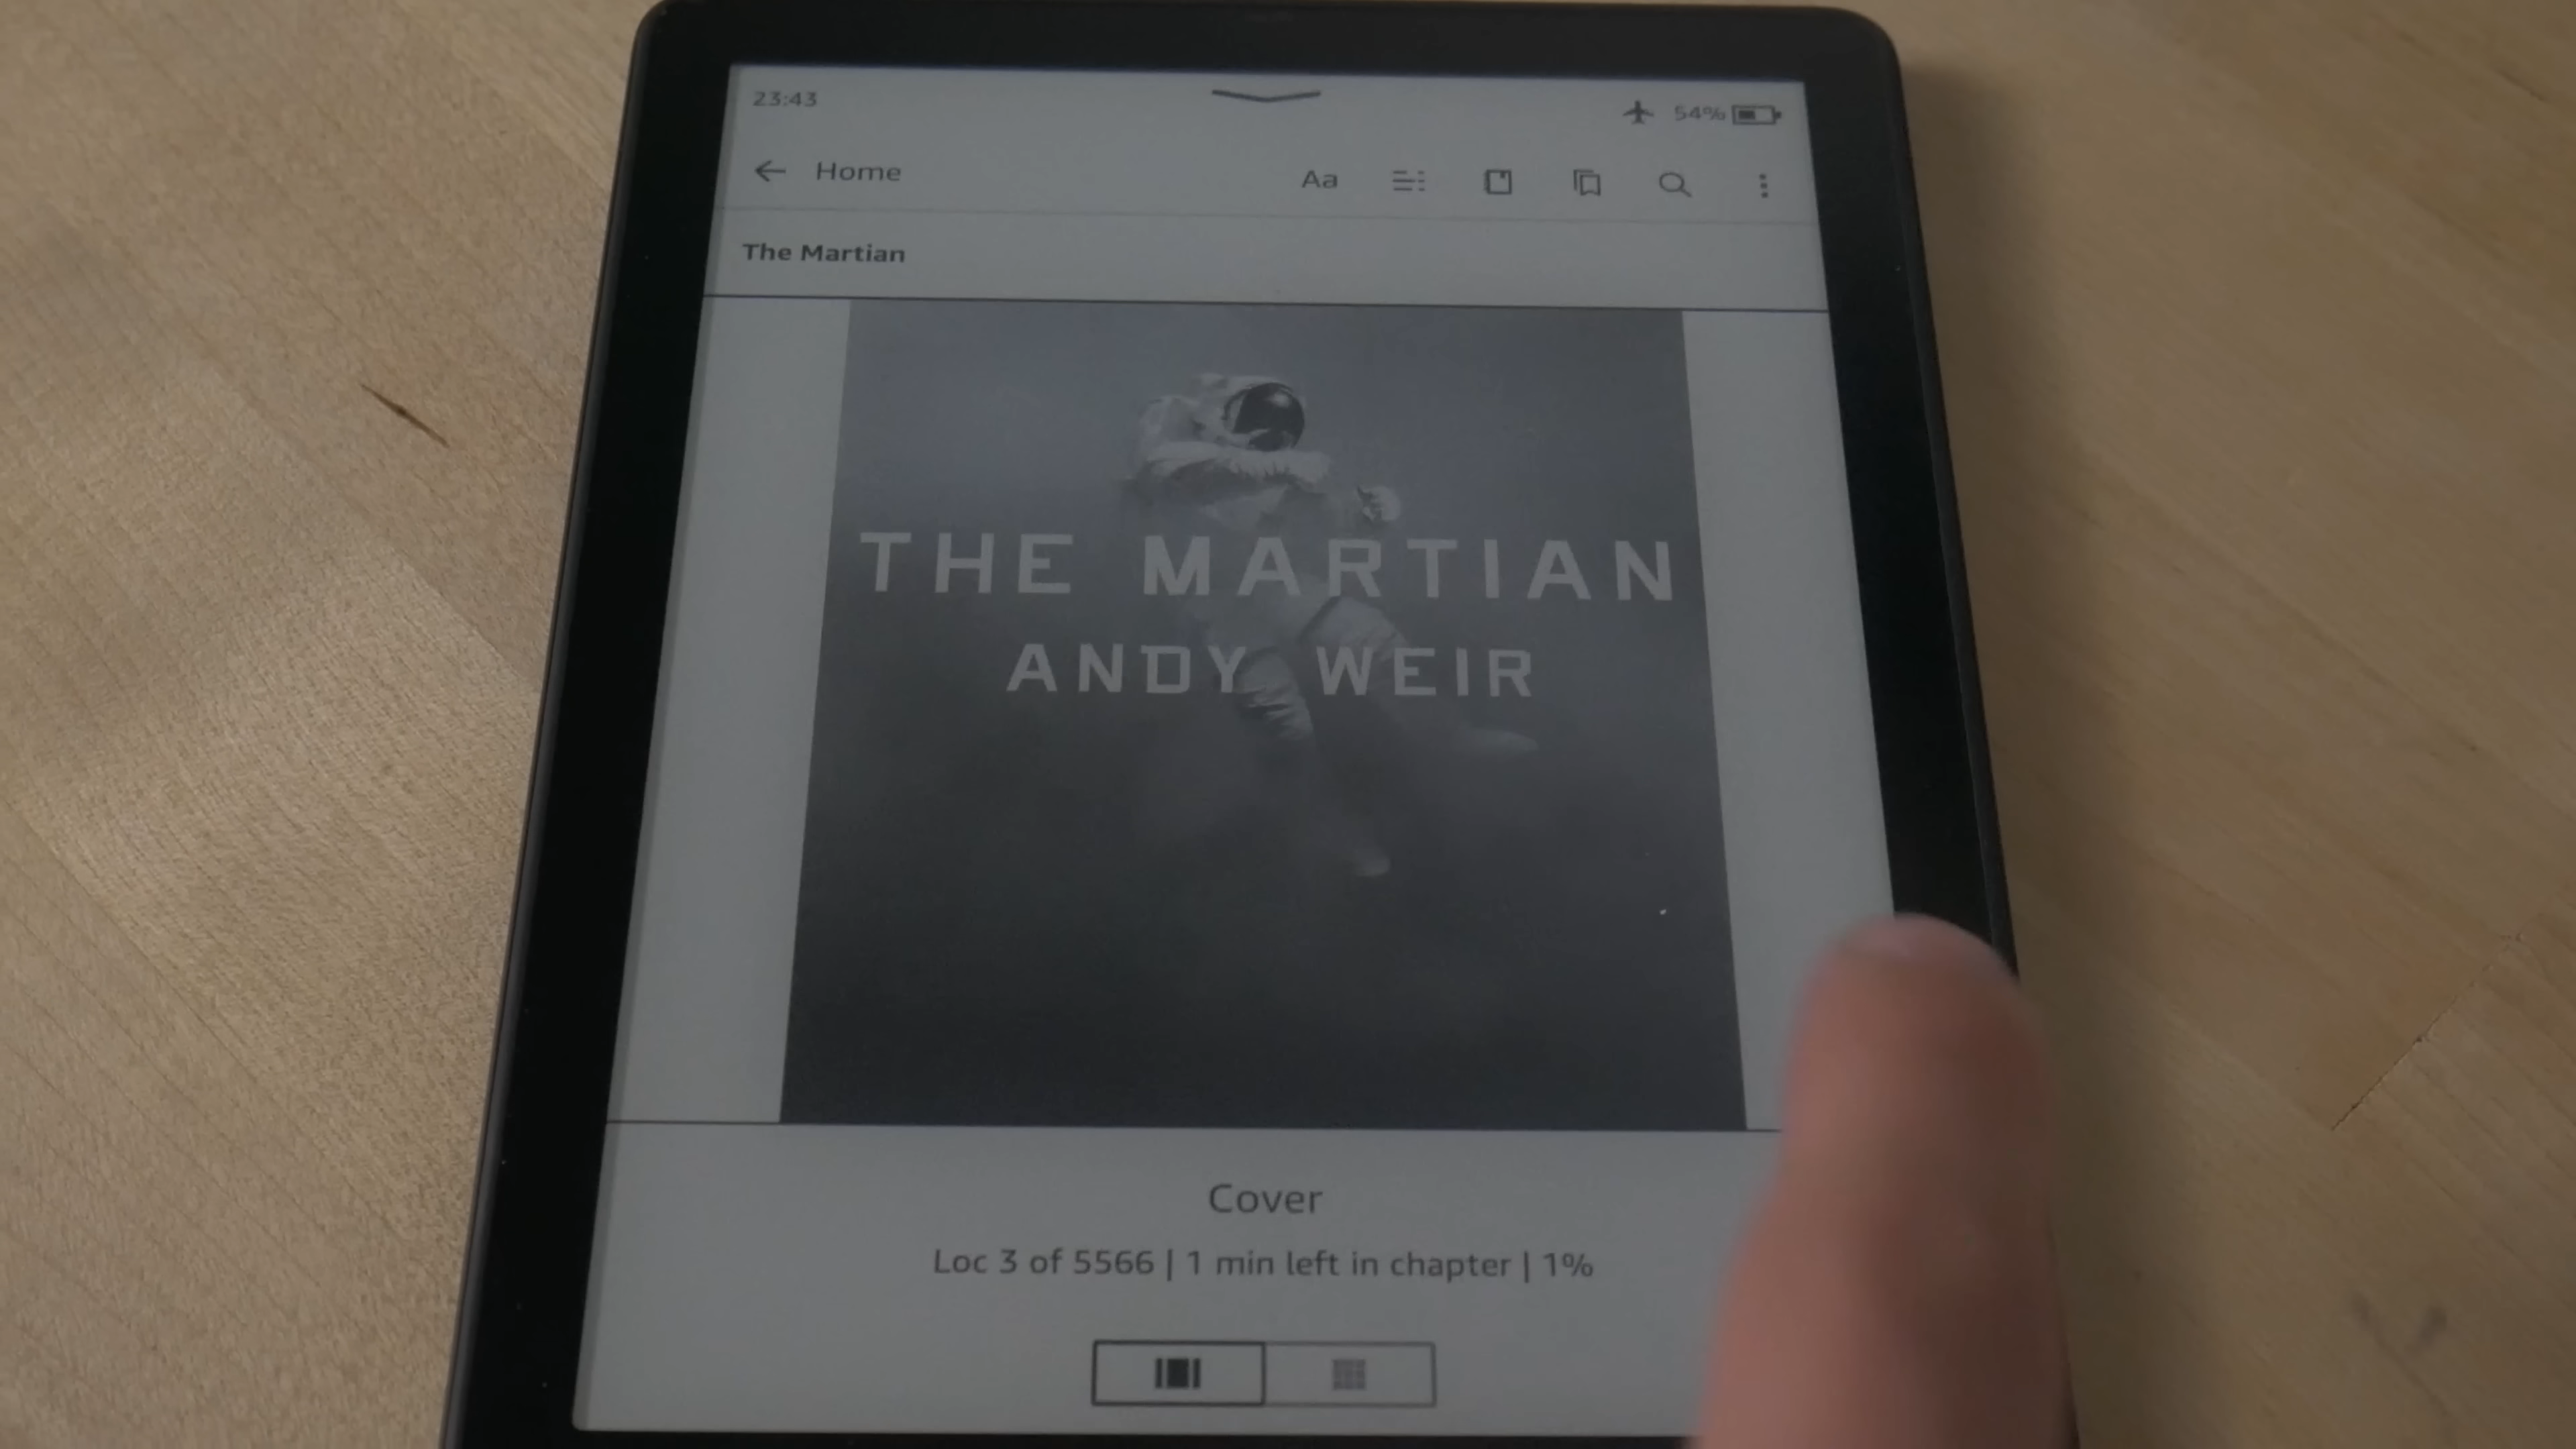 23:43
54%
Home
Aa
The Martian
THE MARTIAN
ANDY WEIR
Cover
Loc 3 of 5566 | 1 min left in chapter | 1%